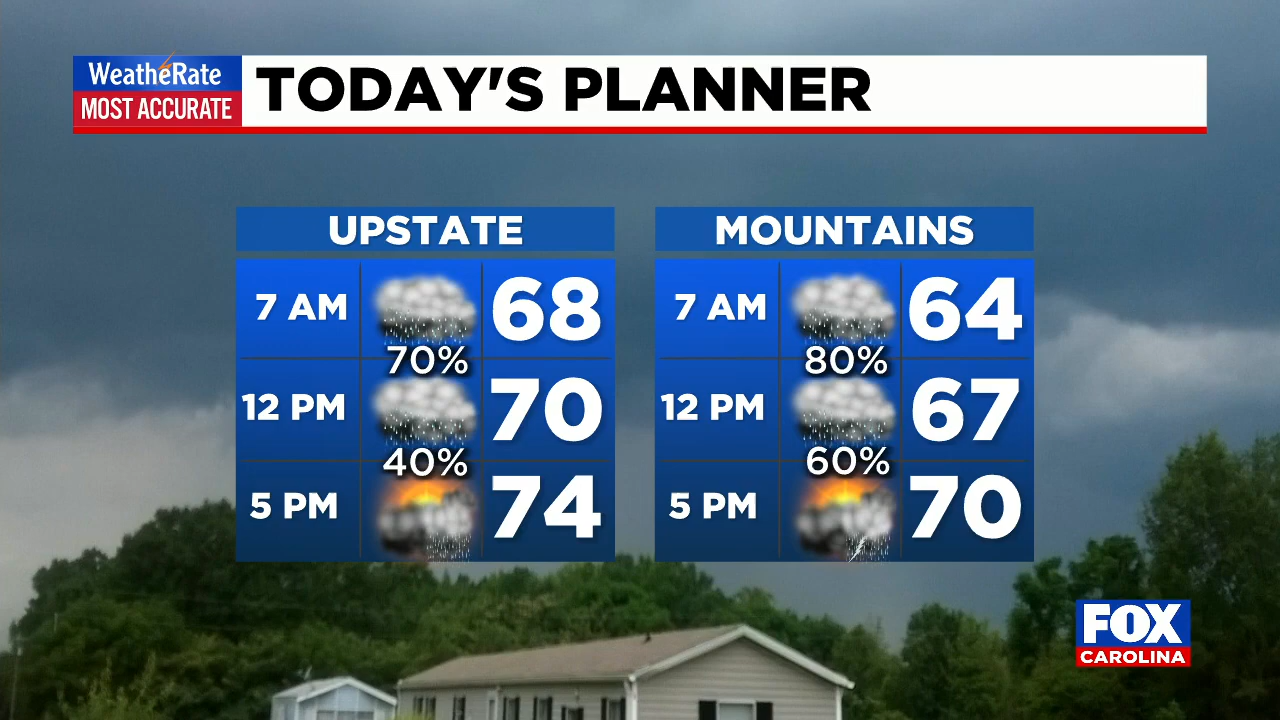 WeatheRate
MOST ACCURATE
TODAY'S PLANNER
UPSTATE
7 AM 68
70%
12 PM 70
40%
5 PM 74
MOUNTAINS
7 AM 64
80%
12 PM 67
60%
5 PM 70
FOX
CAROLINA